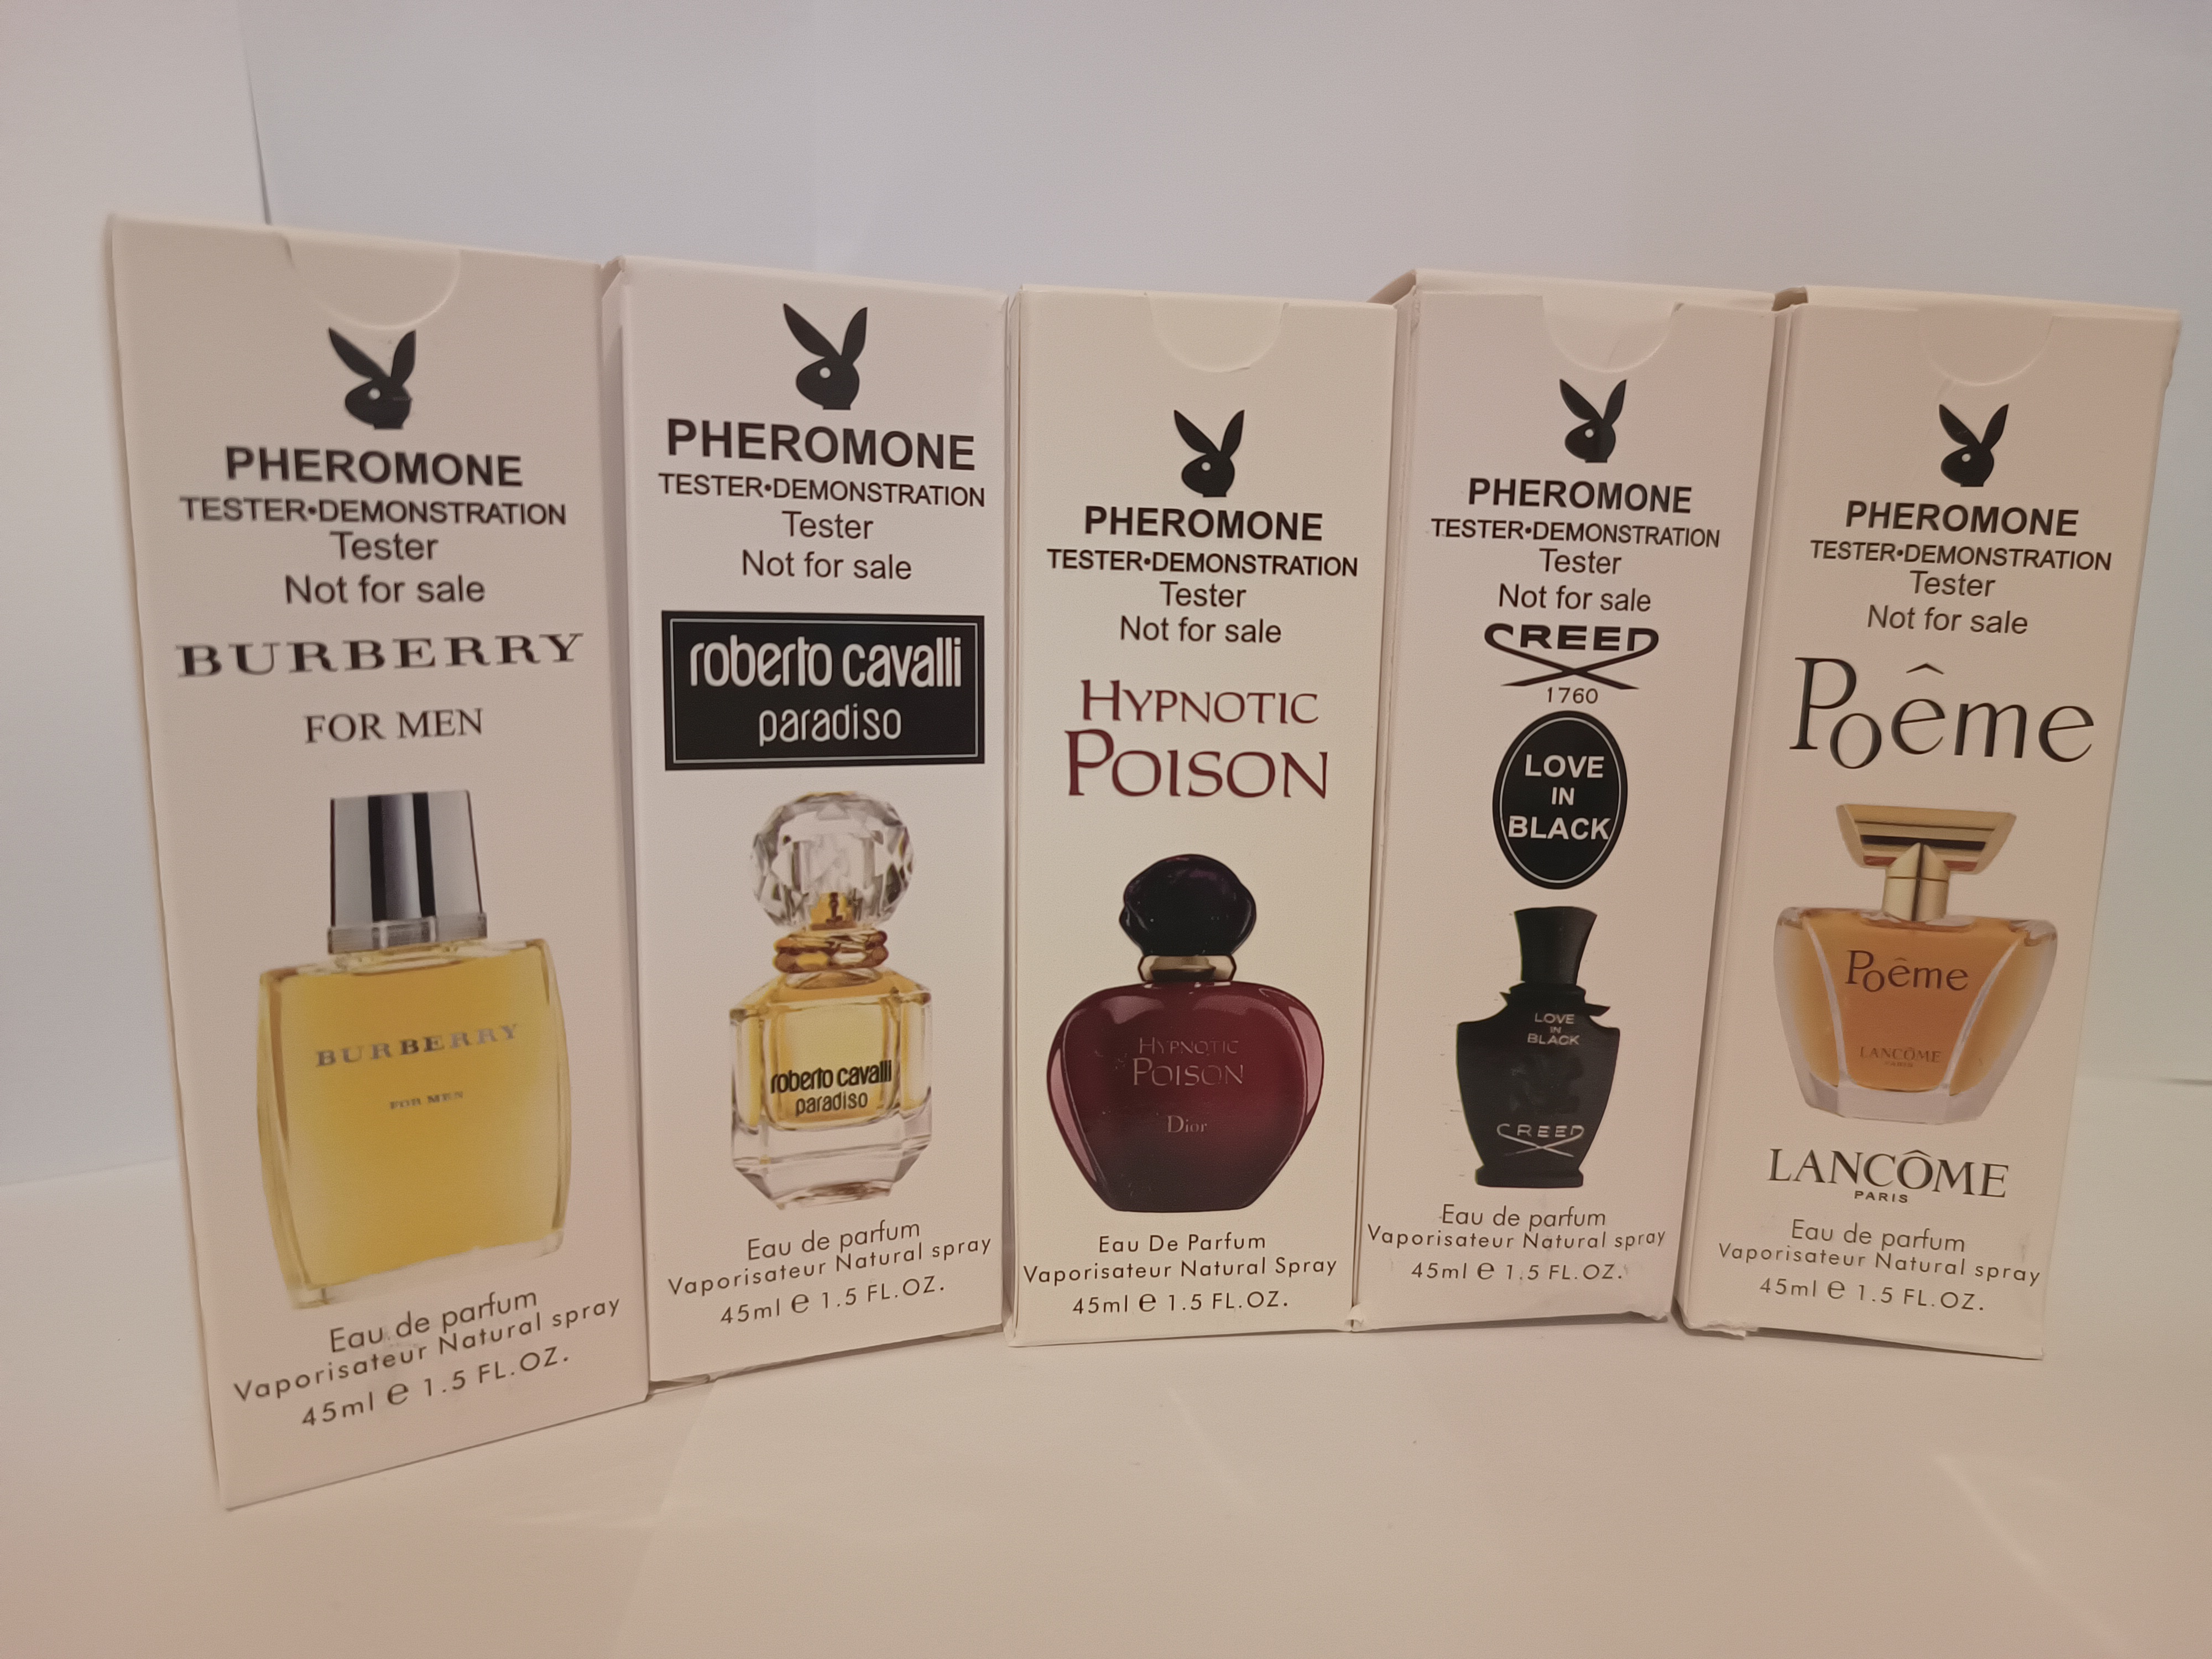 PHEROMONE
TESTER•DEMONSTRATION
Tester
Not for sale
BURBERRY
FOR MEN
BURBERRY
FOR MEN
Eau de parfum
Vaporisateur Natural spray
45ml e 1.5 FL.OZ.
PHEROMONE
TESTER•DEMONSTRATION
Tester
Not for sale
roberto cavalli
paradiso
roberto cavalli
paradiso
Eau de parfum
Vaporisateur Natural spray
45ml e 1.5 FL.OZ.
PHEROMONE
TESTER•DEMONSTRATION
Tester
Not for sale
HYPNOTIC
POISON
HYPNOTIC
POISON
Dior
Eau De Parfum
Vaporisateur Natural Spray
45ml e 1.5 FL.OZ.
PHEROMONE
TESTER•DEMONSTRATION
Tester
Not for sale
CREED
1760
LOVE
IN
BLACK
LOVE
IN
BLACK
CREED
Eau de parfum
Vaporisateur Natural spray
45ml e 1.5 FL.OZ.
PHEROMONE
TESTER•DEMONSTRATION
Tester
Not for sale
Poême
Poême
LANCÔME
PARIS
LANCÔME
PARIS
Eau de parfum
Vaporisateur Natural spray
45ml e 1.5 FL.OZ.